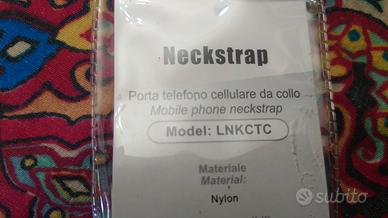 Neckstrap
Porta telefono cellulare da collo
Mobile phone neckstrap
Model: LNKCTC
Materiale
Material:
Nylon
subito